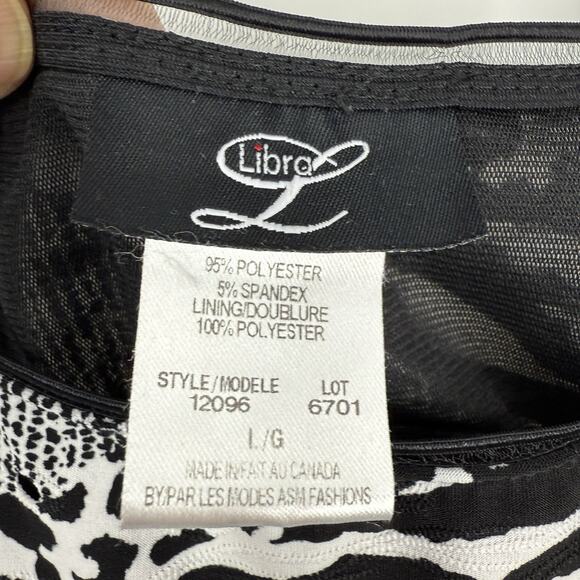 Libra
95% POLYESTER
5% SPANDEX
LINING/DOUBLURE
100% POLYESTER
STYLE/MODELE LOT
12096 6701
L/G
MADE IN/FAIT AU CANADA
BY/PAR LES MODES ASM FASHIONS